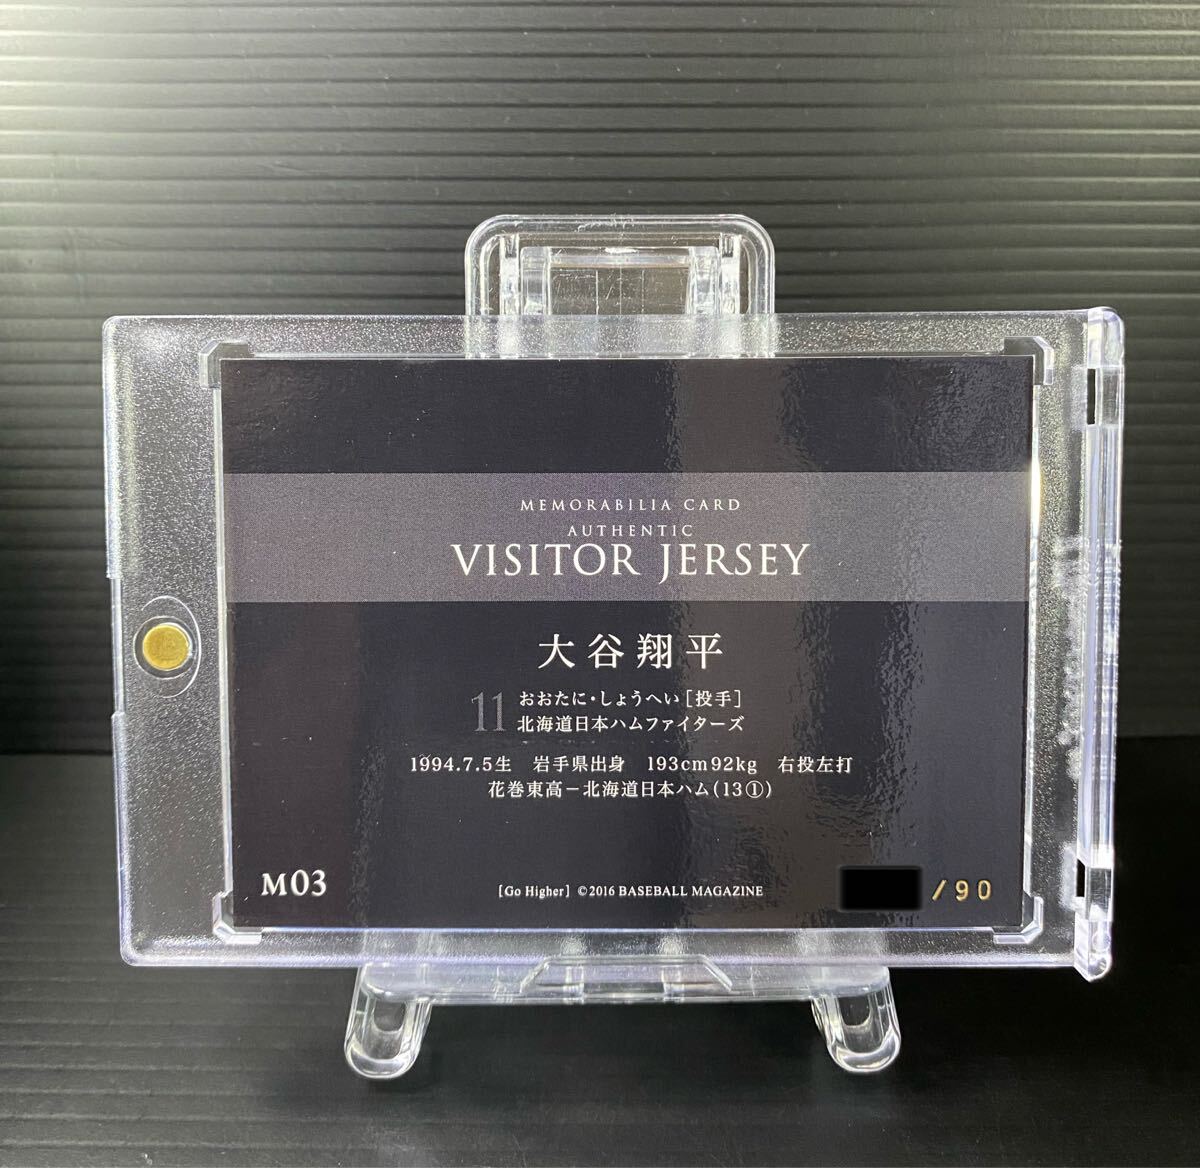 MEMORABILIA CARD
AUTHENTIC
VISITOR JERSEY
大谷翔平
11 おおたに・しょうへい[投手]
北海道日本ハムファイターズ
1994.7.5生 岩手県出身 193cm92kg 右投左打
花巻東高−北海道日本ハム(13①)
M03
[Go Higher] ©2016 BASEBALL MAGAZINE
/90